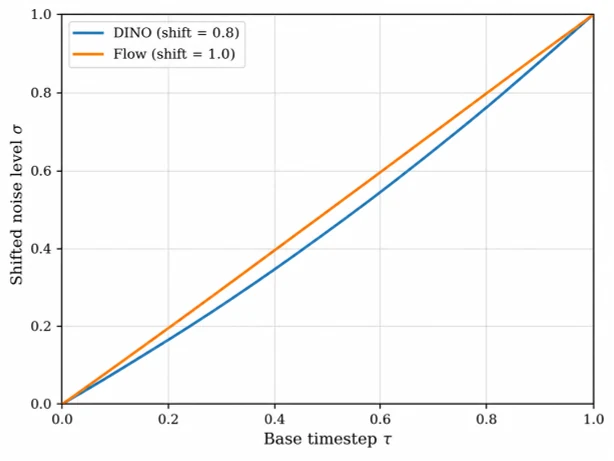 DINO (shift = 0.8)
Flow (shift = 1.0)
Shifted noise level σ
1.0
0.8
0.6
0.4
0.2
0.0
0.0 0.2 0.4 0.6 0.8 1.0
Base timestep τ